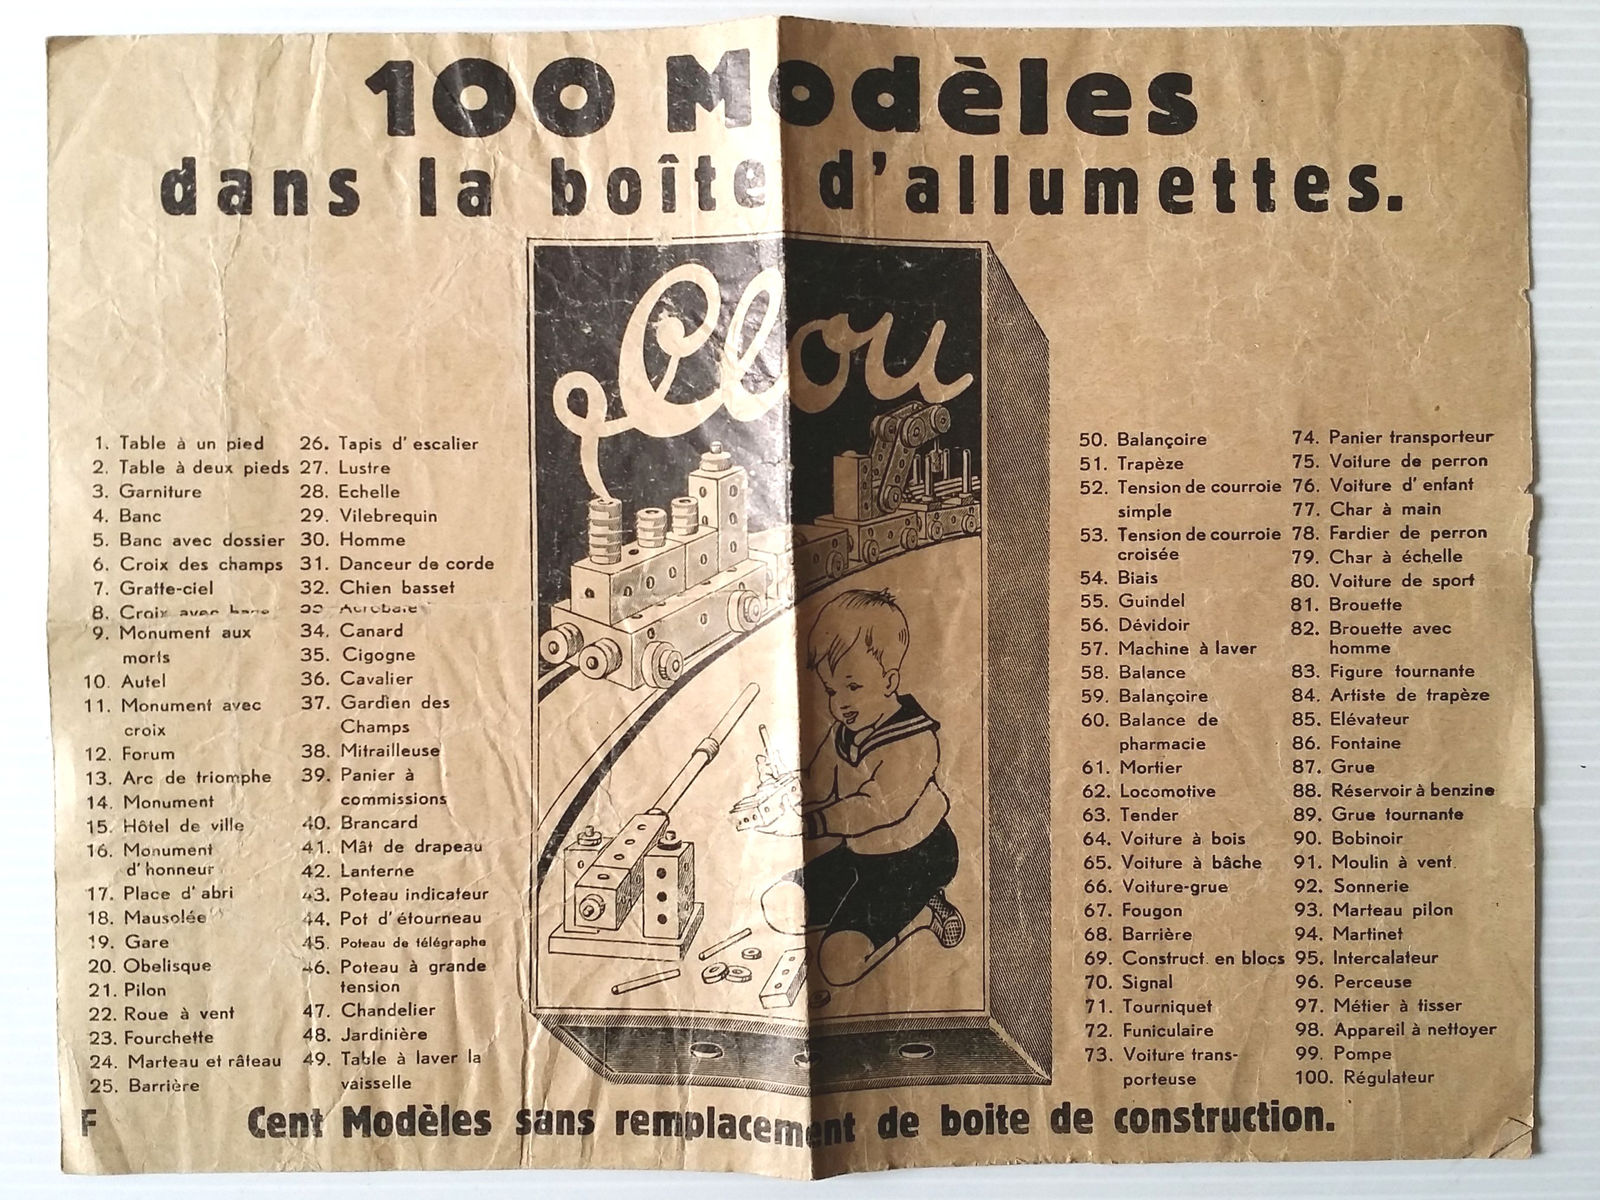 100 Modèles
dans la boîte d'allumettes.
Clou
1. Table à un pied
2. Table à deux pieds
3. Garniture
4. Banc
5. Banc avec dossier
6. Croix des champs
7. Gratte-ciel
8. Croix avec
9. Monument aux
morts
10. Autel
11. Monument avec
croix
12. Forum
13. Arc de triomphe
14. Monument
15. Hôtel de ville
16. Monument
d'honneur
17. Place d'abri
18. Mausolée
19. Gare
20. Obelisque
21. Pilon
22. Roue à vent
23. Fourchette
24. Marteau et râteau
25. Barrière
26. Tapis d'escalier
27. Lustre
28. Echelle
29. Vilebrequin
30. Homme
31. Danceur de corde
32. Chien basset
33 Acrobate
34. Canard
35. Cigogne
36. Cavalier
37. Gardien des
Champs
38. Mitrailleuse
39. Panier à
commissions
40. Brancard
41. Mât de drapeau
42. Lanterne
43. Poteau indicateur
44. Pot d'étourneau
45. Poteau de télégraphe
46. Poteau à grande
tension
47. Chandelier
48. Jardinière
49. Table à laver la
vaisselle
50. Balançoire
51. Trapèze
52. Tension de courroie
simple
53. Tension de courroie
croisée
54. Biais
55. Guindel
56. Dévidoir
57. Machine à laver
58. Balance
59. Balançoire
60. Balance de
pharmacie
61. Mortier
62. Locomotive
63. Tender
64. Voiture à bois
65. Voiture à bâche
66. Voiture-grue
67. Fougon
68. Barrière
69. Construct. en blocs
70. Signal
71. Tourniquet
72. Funiculaire
73. Voiture trans-
porteuse
74. Panier transporteur
75. Voiture de perron
76. Voiture d'enfant
77. Char à main
78. Fardier de perron
79. Char à échelle
80. Voiture de sport
81. Brouette
82. Brouette avec
homme
83. Figure tournante
84. Artiste de trapèze
85. Elévateur
86. Fontaine
87. Grue
88. Réservoir à benzine
89. Grue tournante
90. Bobinoir
91. Moulin à vent
92. Sonnerie
93. Marteau pilon
94. Martinet
95. Intercalateur
96. Perceuse
97. Métier à tisser
98. Appareil à nettoyer
99. Pompe
100. Régulateur
F
Cent Modèles sans remplacement de boite de construction.